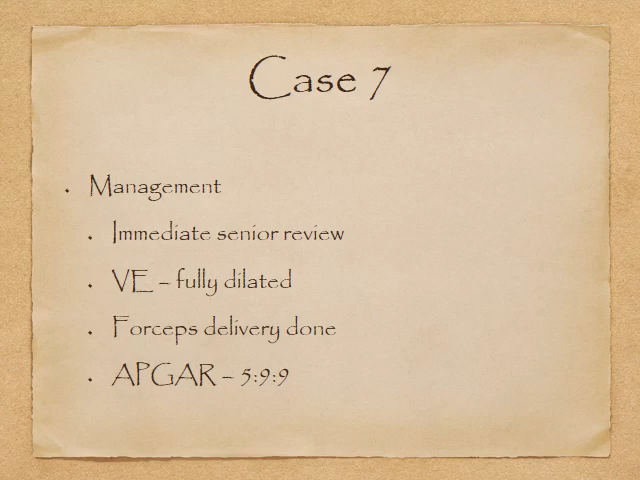 Case 7
• Management
• Immediate senior review
• VE – fully dilated
• Forceps delivery done
• APGAR – 5:9:9